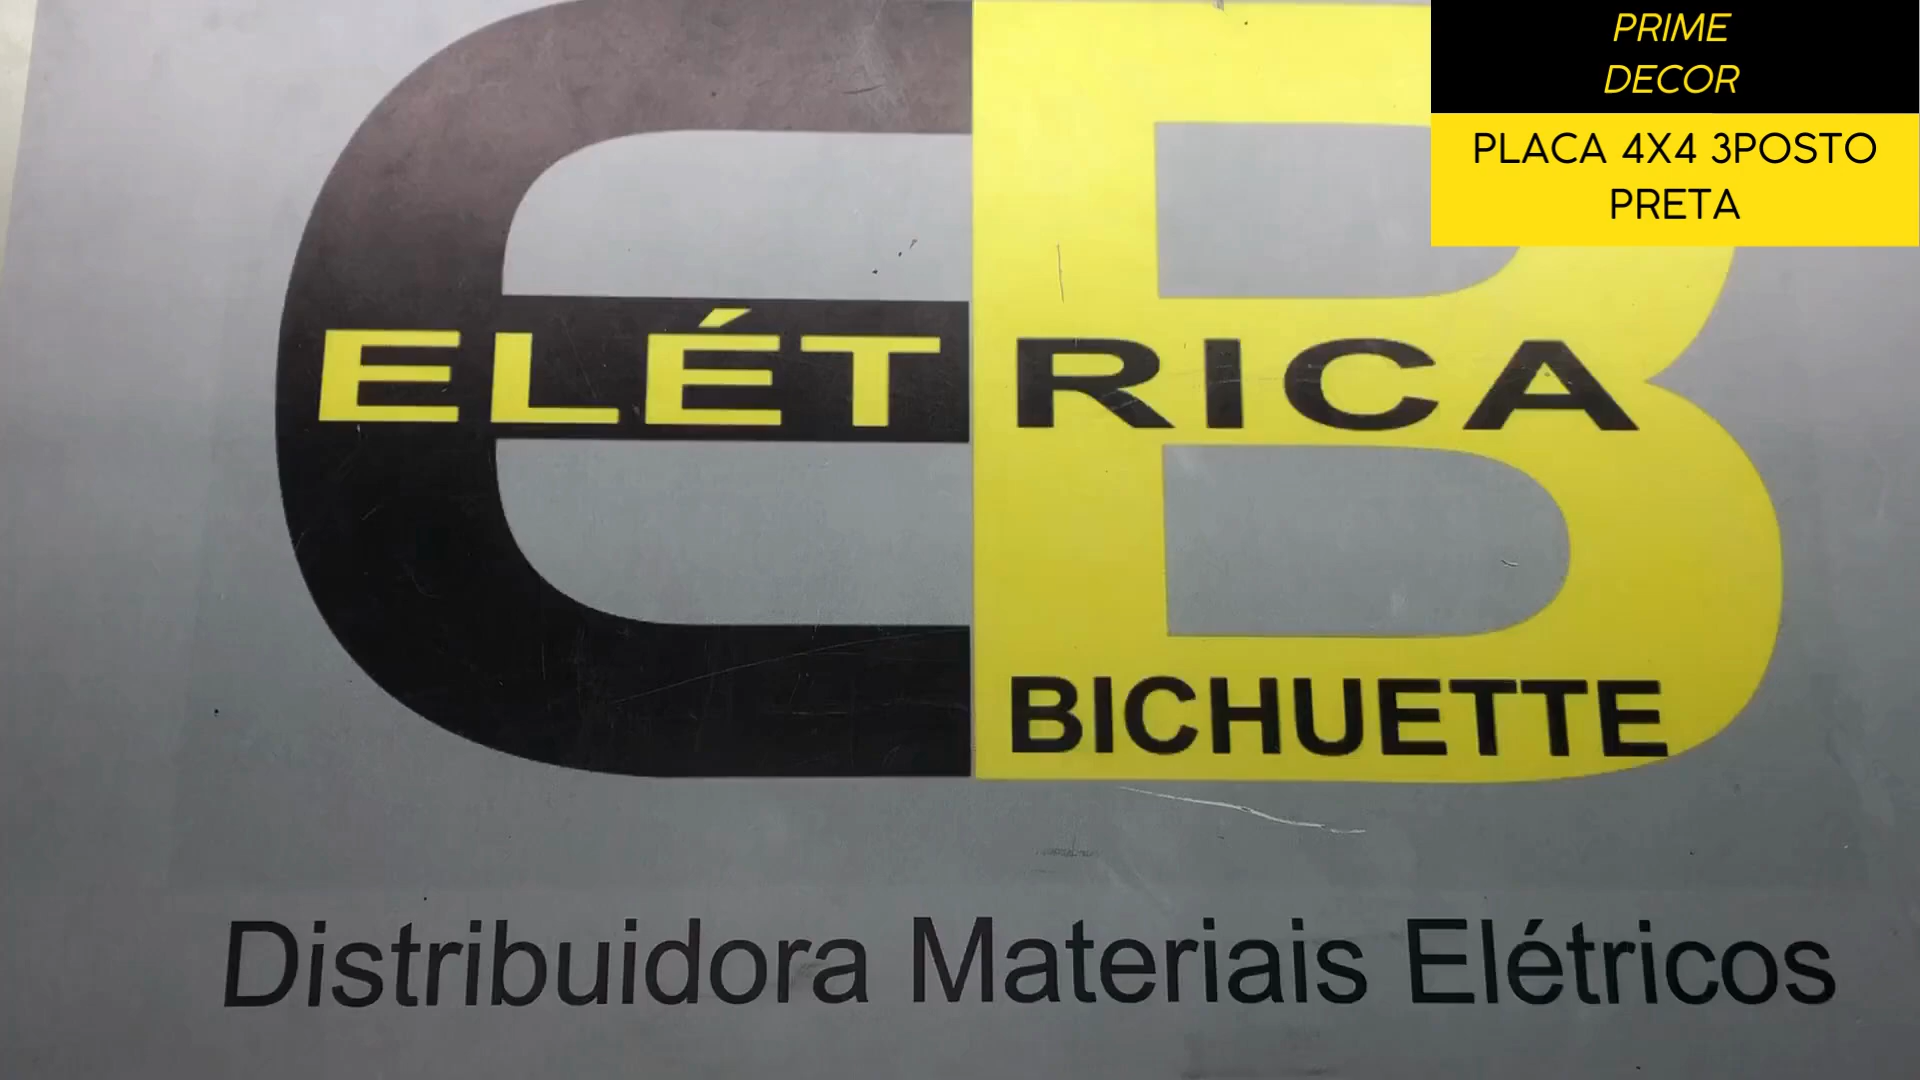 PRIME
DECOR
PLACA 4X4 3POSTO
PRETA
ELÉTRICA
BICHUETTE
Distribuidora Materiais Elétricos